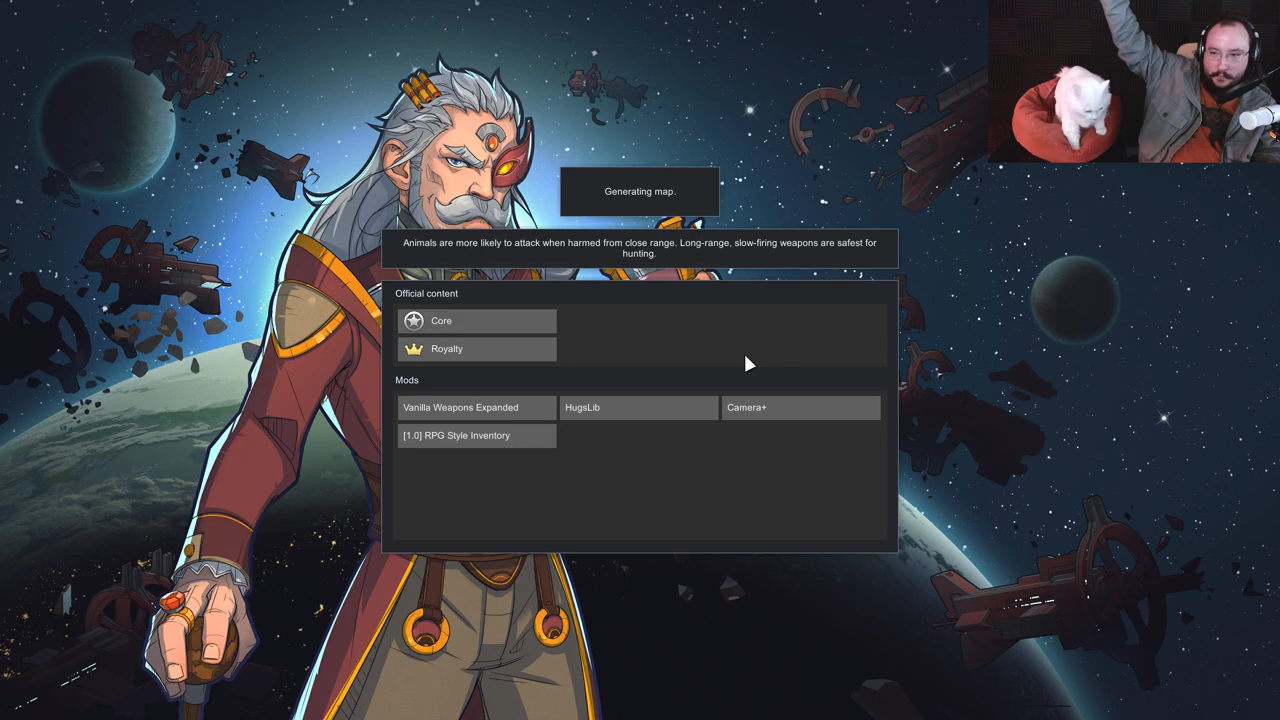 Generating map.
Animals are more likely to attack when harmed from close range. Long-range, slow-firing weapons are safest for
hunting.
Official content
Core
Royalty
Mods
Vanilla Weapons Expanded
HugsLib
Camera+
[1.0] RPG Style Inventory